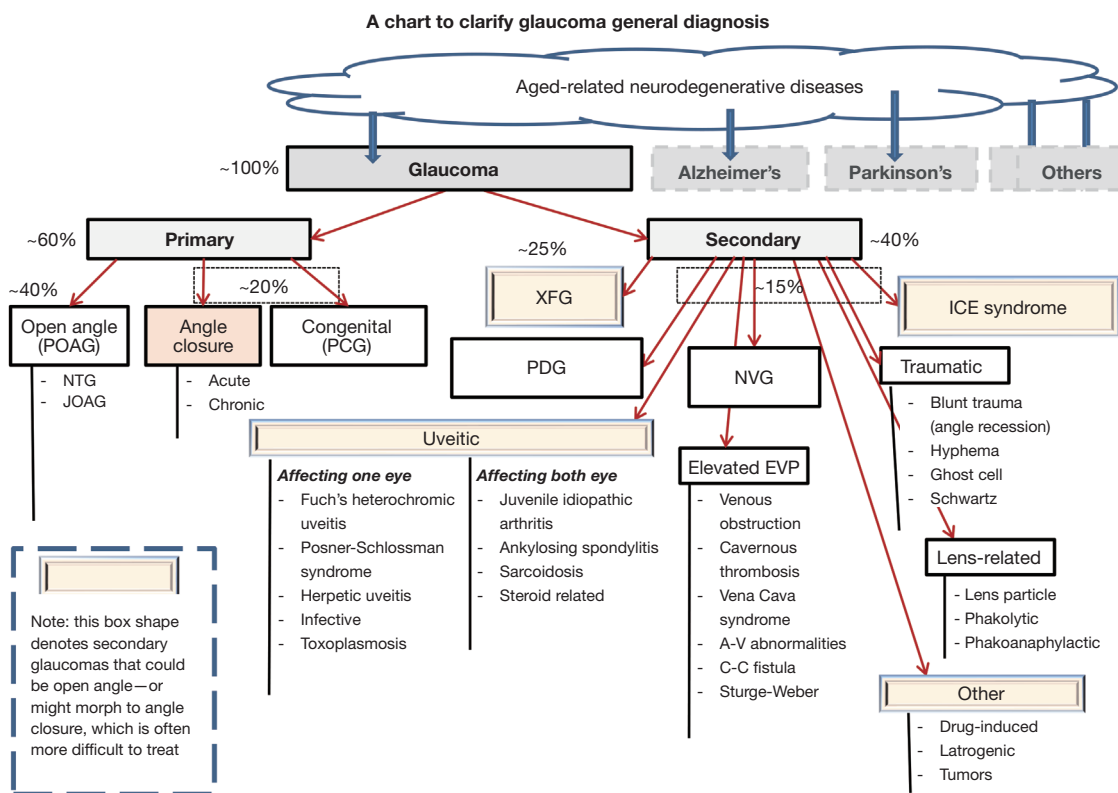 A chart to clarify glaucoma general diagnosis
Aged-related neurodegenerative diseases
~100%
Glaucoma
Alzheimer's
Parkinson's
Others
~60%
Primary
~25%
Secondary
~40%
~40%
~20%
XFG
~15%
ICE syndrome
Open angle
(POAG)
Angle
closure
Congenital
(PCG)
PDG
NVG
Traumatic
- NTG
- JOAG
- Acute
- Chronic
- Blunt trauma
(angle recession)
- Hyphema
- Ghost cell
- Schwartz
Uveitic
Affecting one eye
- Fuch's heterochromic
uveitis
- Posner-Schlossman
syndrome
- Herpetic uveitis
- Infective
- Toxoplasmosis
Affecting both eye
- Juvenile idiopathic
arthritis
- Ankylosing spondylitis
- Sarcoidosis
- Steroid related
Elevated EVP
- Venous
obstruction
- Cavernous
thrombosis
- Vena Cava
syndrome
- A-V abnormalities
- C-C fistula
- Sturge-Weber
Lens-related
- Lens particle
- Phakolytic
- Phakoanaphylactic
Other
- Drug-induced
- Latrogenic
- Tumors
Note: this box shape
denotes secondary
glaucomas that could
be open angle—or
might morph to angle
closure, which is often
more difficult to treat